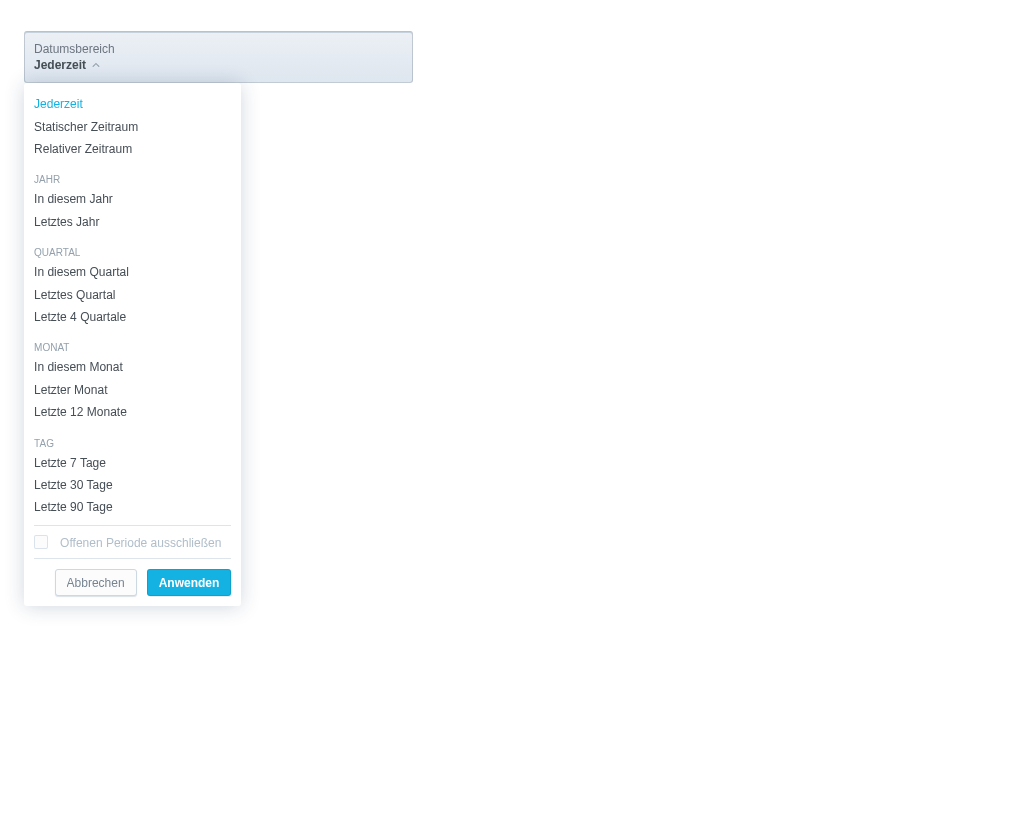 Datumsbereich
Jederzeit
Jederzeit
Statischer Zeitraum
Relativer Zeitraum
JAHR
In diesem Jahr
Letztes Jahr
QUARTAL
In diesem Quartal
Letztes Quartal
Letzte 4 Quartale
MONAT
In diesem Monat
Letzter Monat
Letzte 12 Monate
TAG
Letzte 7 Tage
Letzte 30 Tage
Letzte 90 Tage
Offenen Periode ausschließen
Abbrechen Anwenden